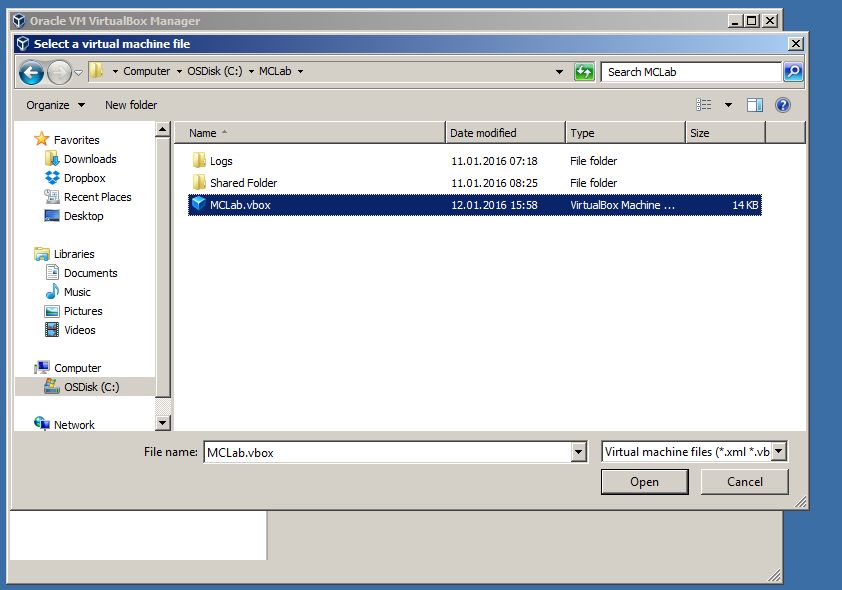 Oracle VM VirtualBox Manager
Select a virtual machine file
Computer OSDisk (C:) MCLab Search MCLab
Organize New folder
Name Date modified Type Size
Favorites
Downloads
Dropbox
Recent Places
Desktop
Libraries
Documents
Music
Pictures
Videos
Computer
OSDisk (C:)
Network
Logs 11.01.2016 07:18 File folder
Shared Folder 11.01.2016 08:25 File folder
MCLab.vbox 12.01.2016 15:58 VirtualBox Machine ... 14 KB
File name: MCLab.vbox Virtual machine files (*.xml *.vb
Open Cancel